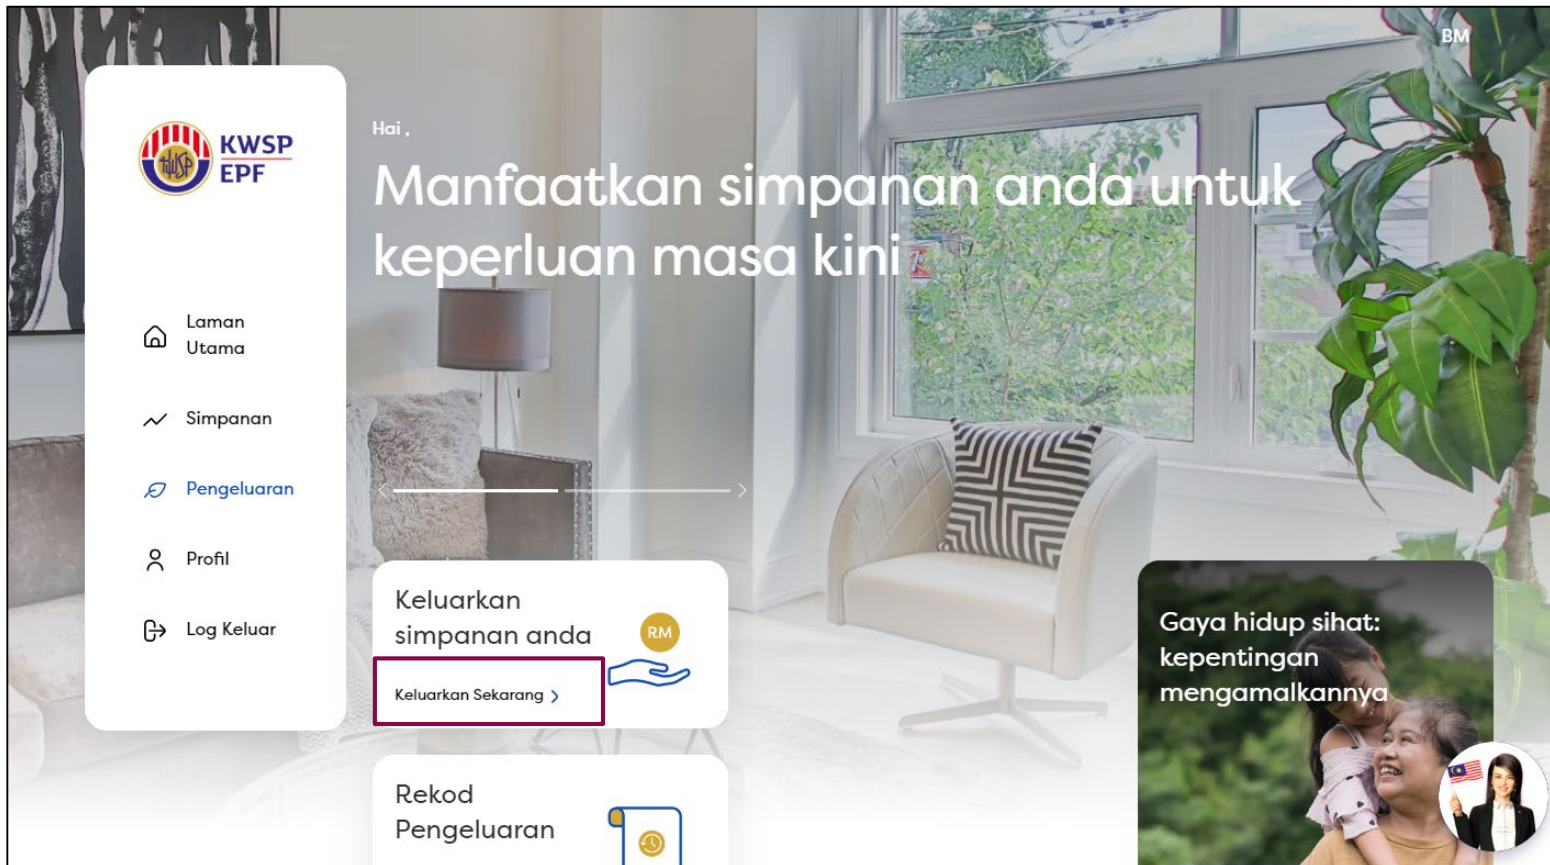 BM
KWSP
EPF
Hai ,
Manfaatkan simpanan anda untuk
keperluan masa kini
Laman
Utama
Simpanan
Pengeluaran
Profil
Log Keluar
Keluarkan
simpanan anda
RM
Keluarkan Sekarang
Rekod
Pengeluaran
Gaya hidup sihat:
kepentingan
mengamalkannya